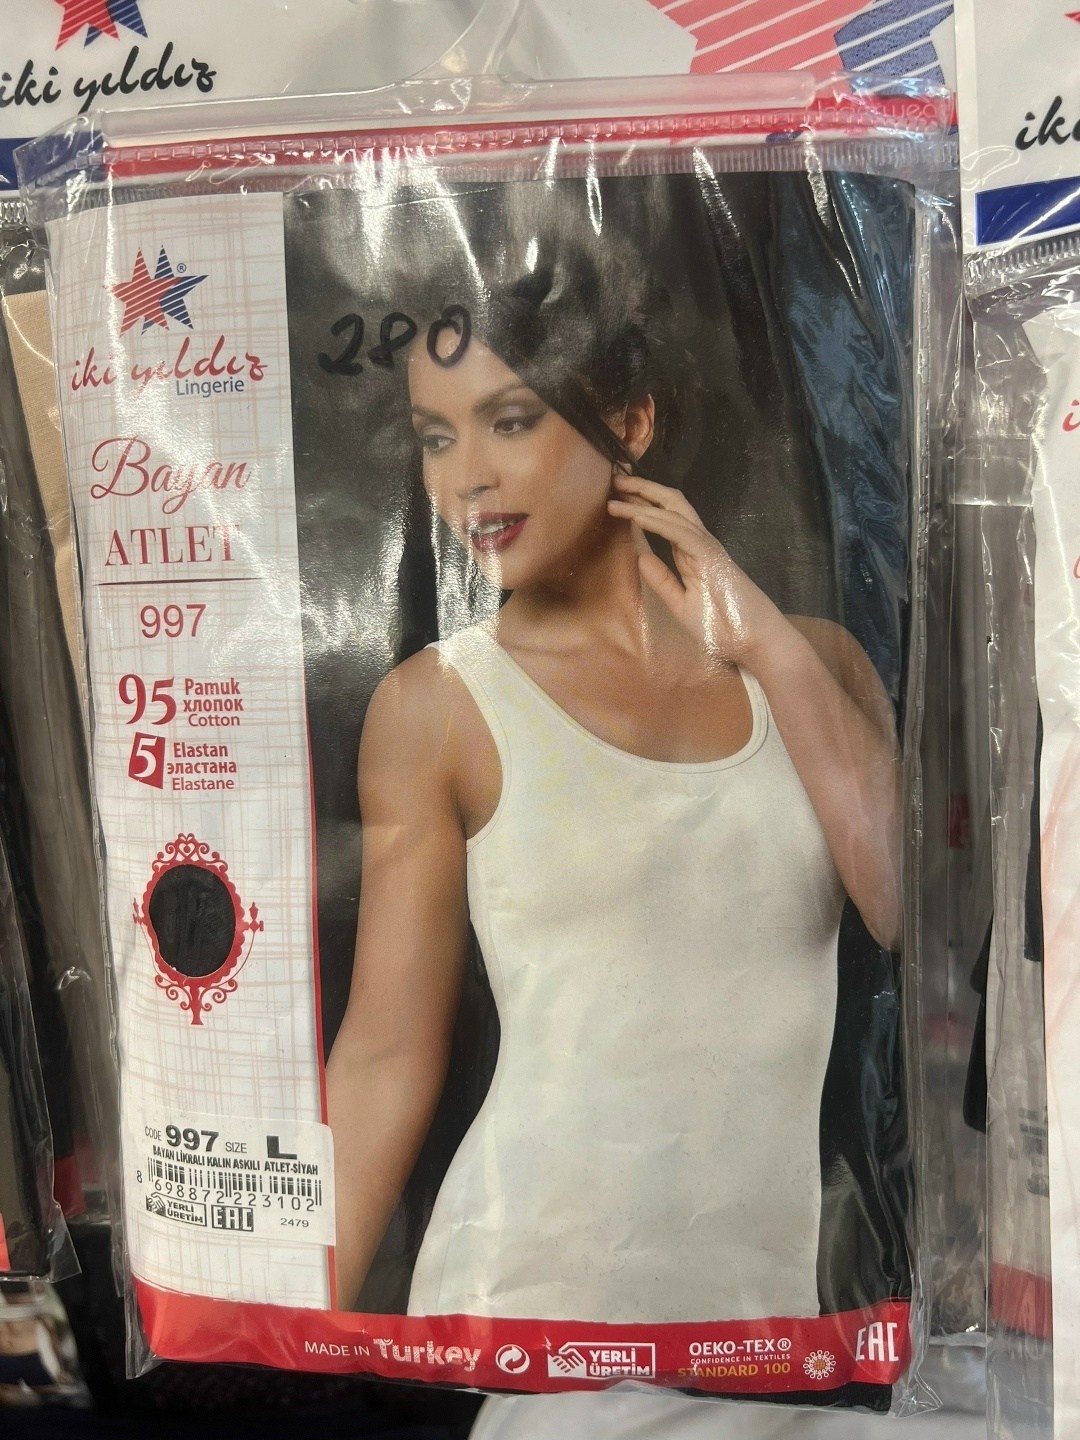 iki yıldız
iki yıldız
Lingerie
Bayan
ATLET
997
280
95 Pamuk
хлопок
Cotton
5 Elastan
эластана
Elastane
CODE 997 SIZE L
BAYAN LİKRALI KALIN ASKILI ATLET-SİYAH
8 698872 223102
YERLİ
ÜRETİM
EAC
2479
MADE IN Turkey
YERLİ
ÜRETİM
OEKO-TEX®
CONFIDENCE IN TEXTILES
STANDARD 100
EAC